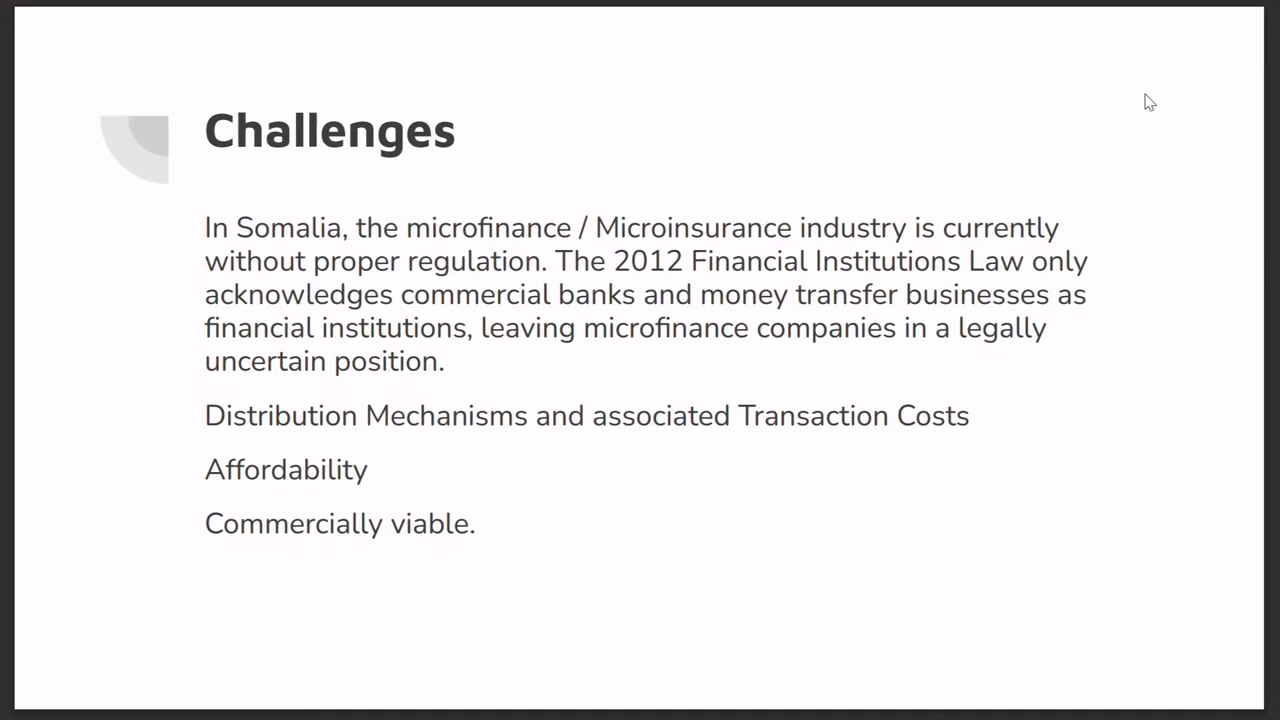 Challenges
In Somalia, the microfinance / Microinsurance industry is currently
without proper regulation. The 2012 Financial Institutions Law only
acknowledges commercial banks and money transfer businesses as
financial institutions, leaving microfinance companies in a legally
uncertain position.
Distribution Mechanisms and associated Transaction Costs
Affordability
Commercially viable.